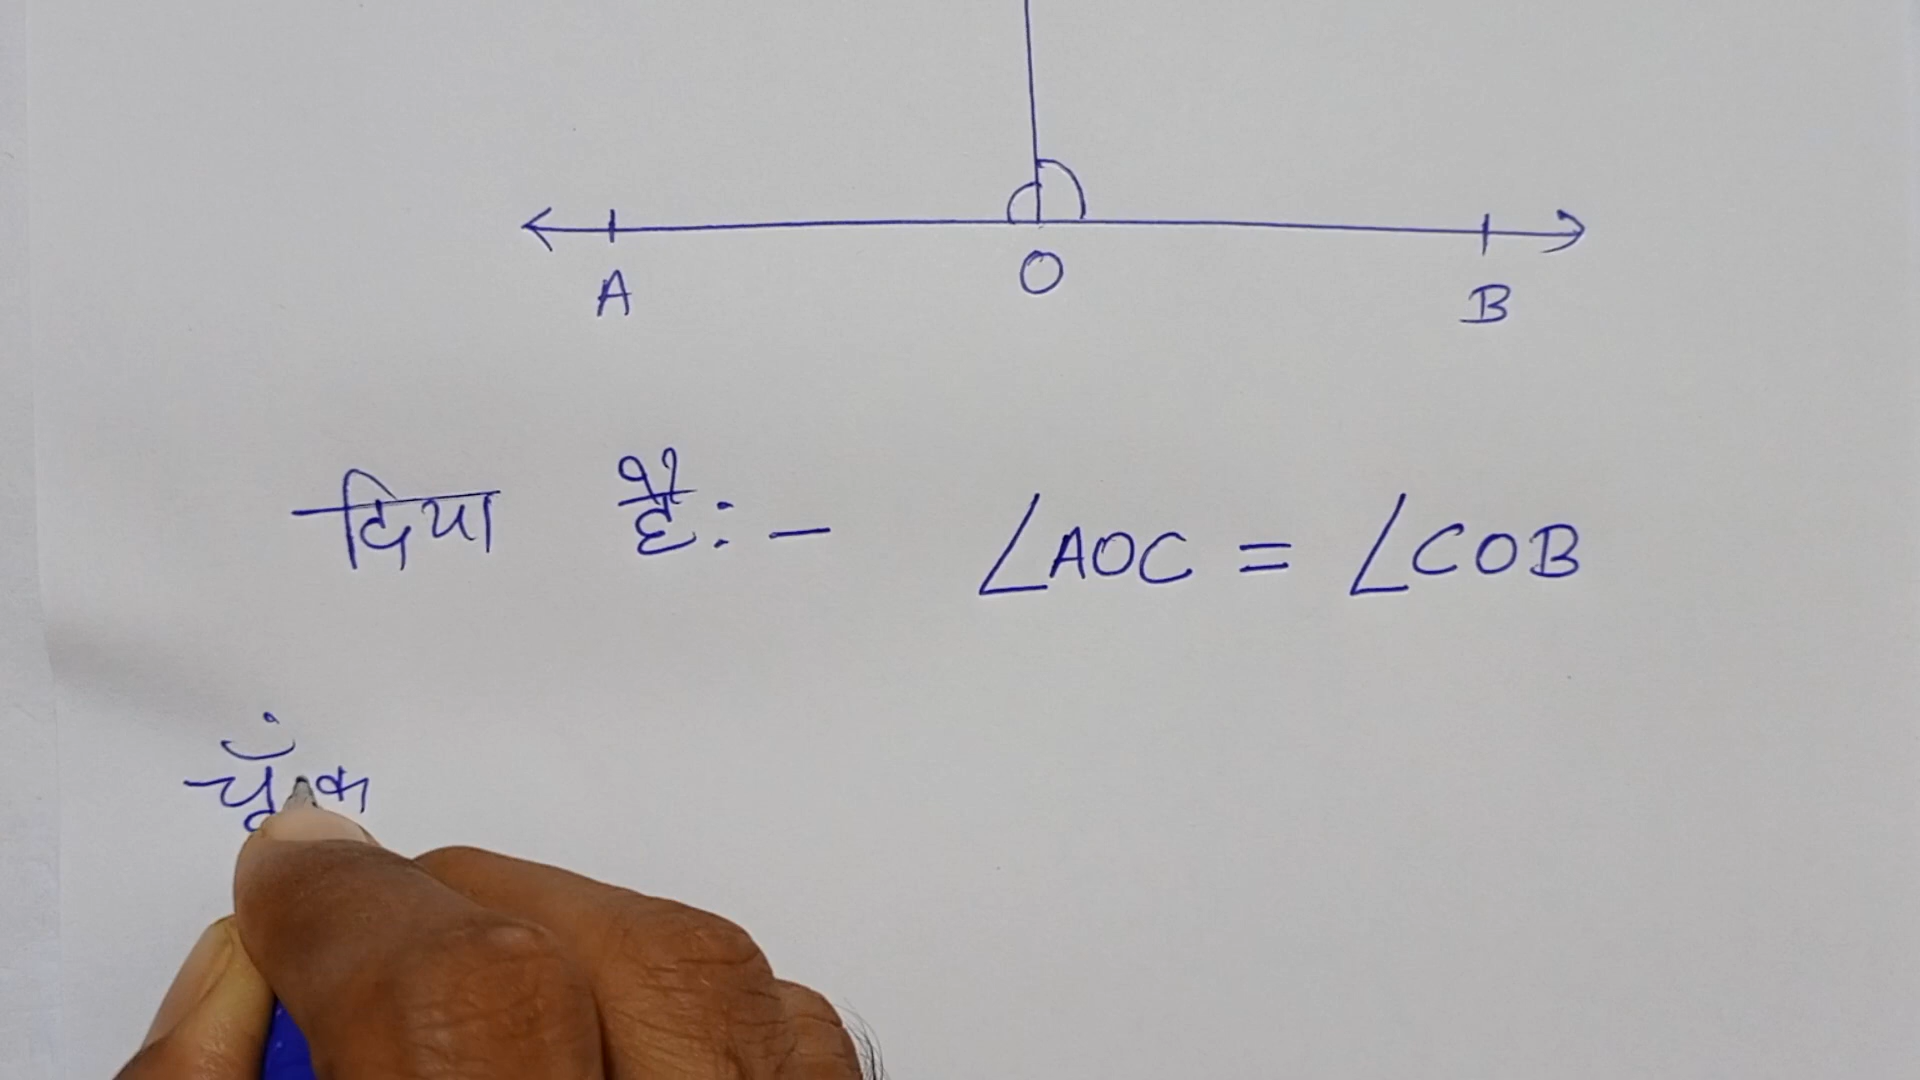 A O B
दिया है:- ∠AOC = ∠COB